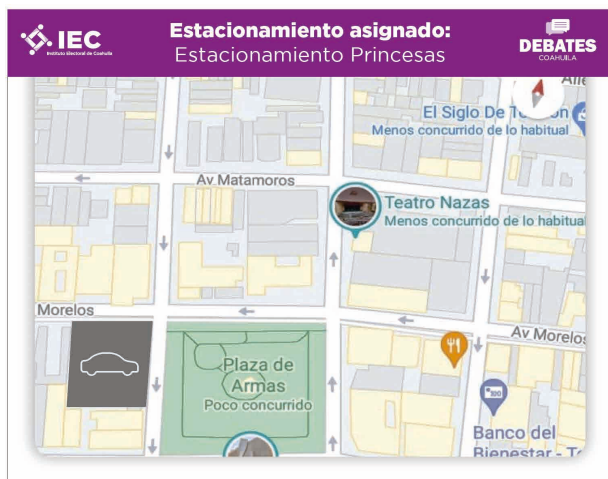 IEC
Instituto Electoral de Coahuila
Estacionamiento asignado:
Estacionamiento Princesas
DEBATES
COAHUILA
El Siglo De
Menos concurrido de lo habitual
Av Matamoros
Teatro Nazas
Menos concurrido de lo habitual
Morelos
Av Morelos
Plaza de
Armas
Poco concurrido
Banco del
Bienestar - T